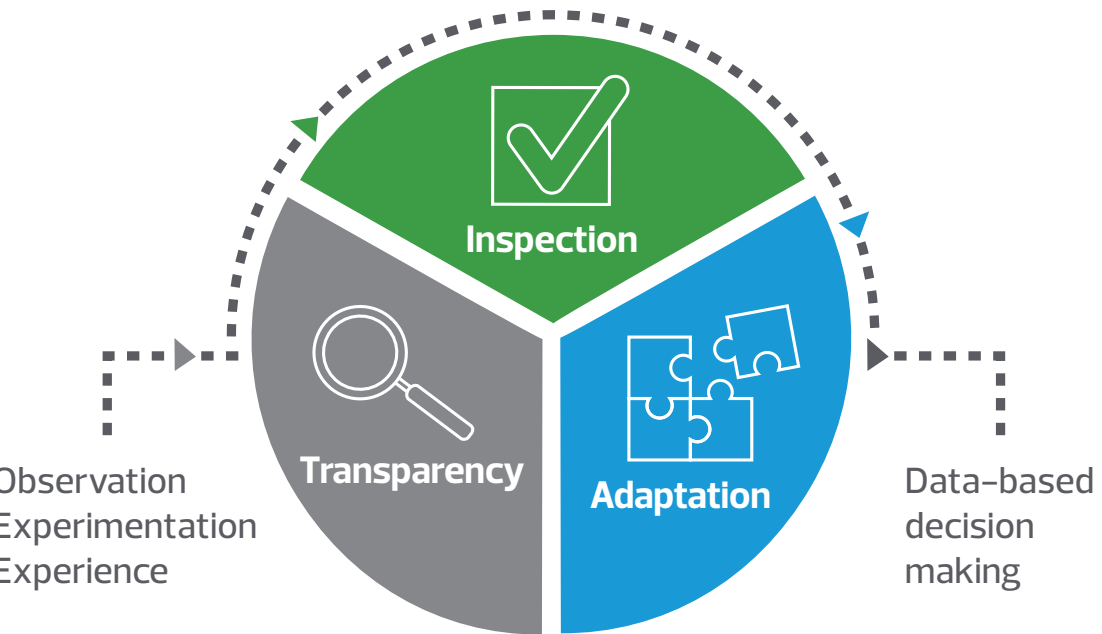 Inspection
Transparency
Adaptation
Observation
Experimentation
Experience
Data-based
decision
making